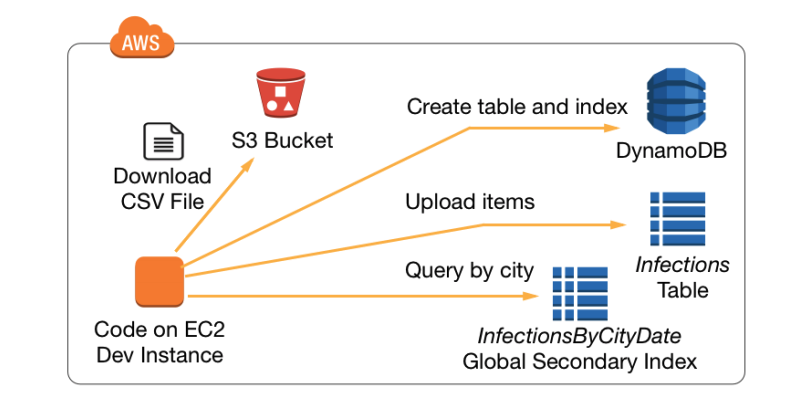 AWS
S3 Bucket
Download
CSV File
Create table and index
DynamoDB
Upload items
Infections
Table
Query by city
InfectionsByCityDate
Global Secondary Index
Code on EC2
Dev Instance